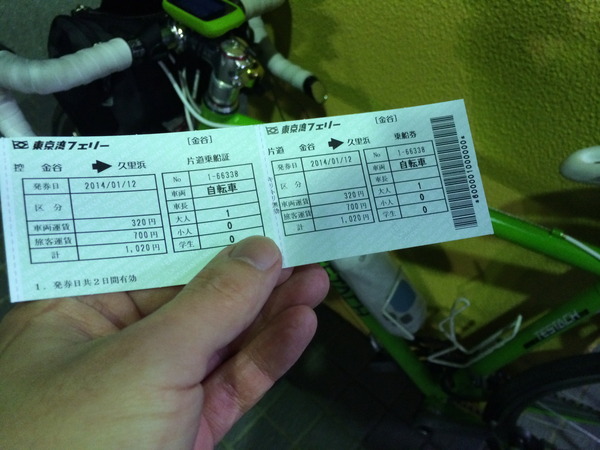 東京湾フェリー [金谷]
控 金谷 → 久里浜 片道乗船証
発券日 2014/01/12
区分
車両運賃 320円
旅客運賃 700円
計 1,020円
No 1-66338
車両 自転車
車長
大人 1
小人 0
学生 0
1. 発券日共2日間有効
東京湾フェリー [金谷]
片道 金谷 → 久里浜 乗船券
発券日 2014/01/12
区分
車両運賃 320円
旅客運賃 700円
計 1,020円
No 1-66338
車両 自転車
車長
大人 1
小人 0
学生 0
*60000100000000*
TESTACH